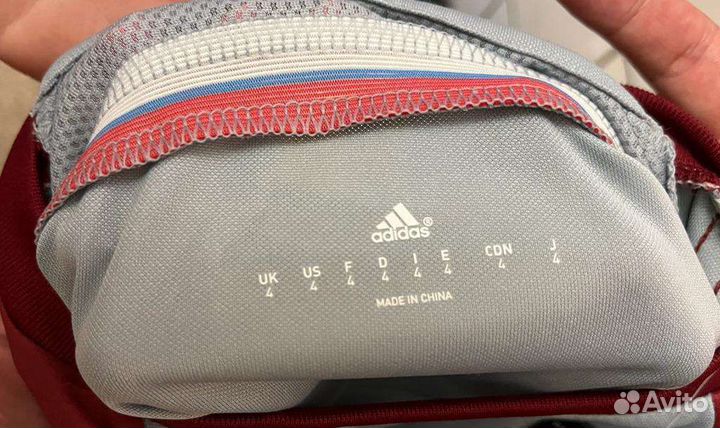 adidas®
UK US F D I E CDN J
4 4 4 4 4 4 4 4
MADE IN CHINA
Avito